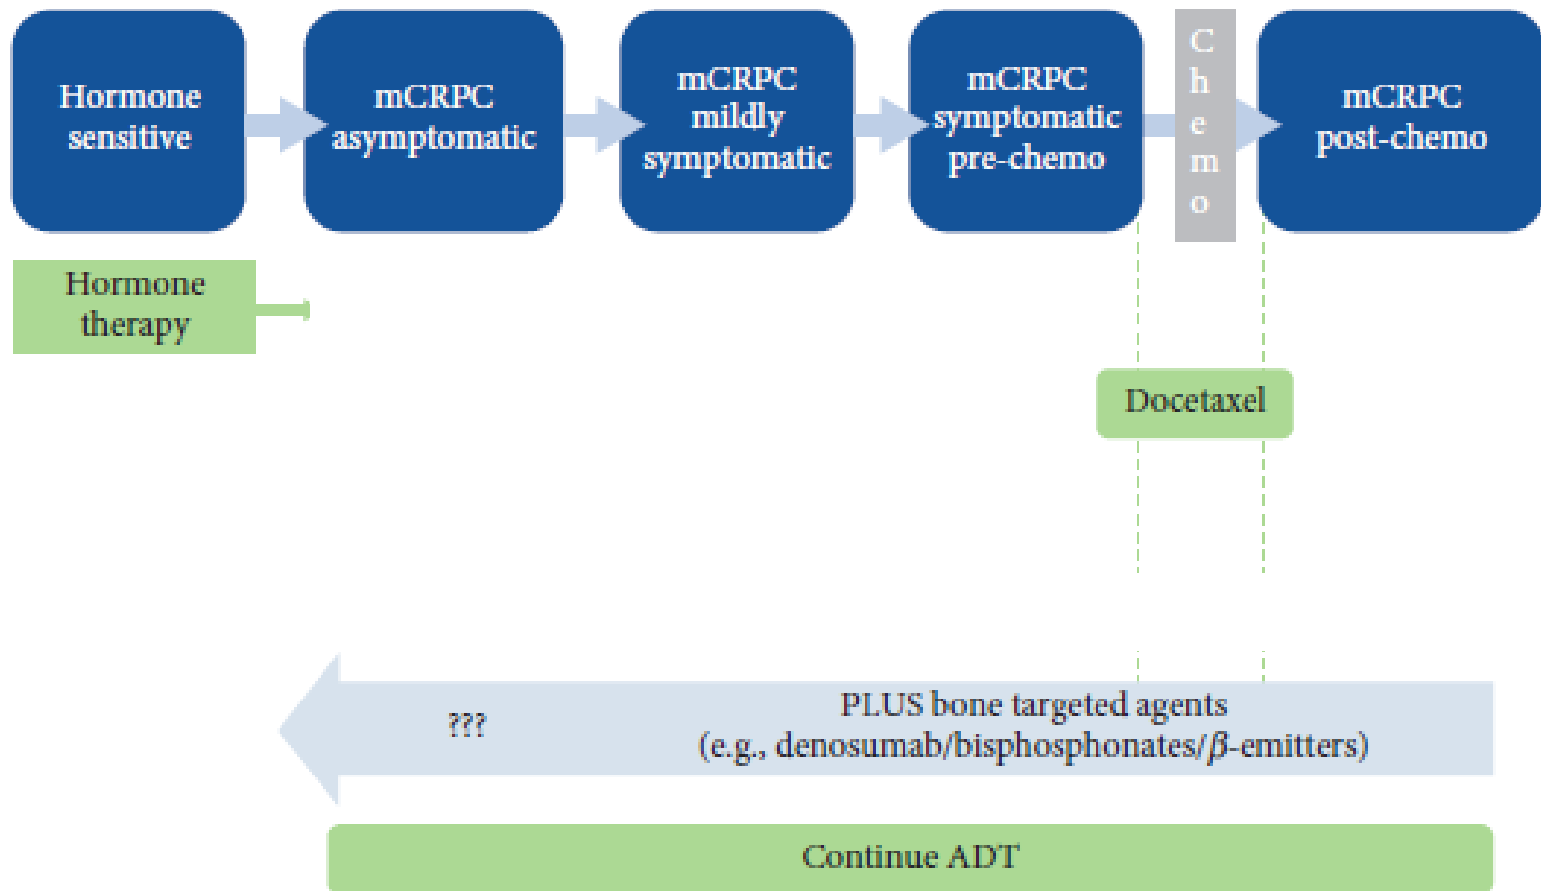 Hormone
sensitive
mCRPC
asymptomatic
mCRPC
mildly
symptomatic
mCRPC
symptomatic
pre-chemo
C
h
e
m
o
mCRPC
post-chemo
Hormone
therapy
Docetaxel
???
PLUS bone targeted agents
(e.g., denosumab/bisphosphonates/β-emitters)
Continue ADT